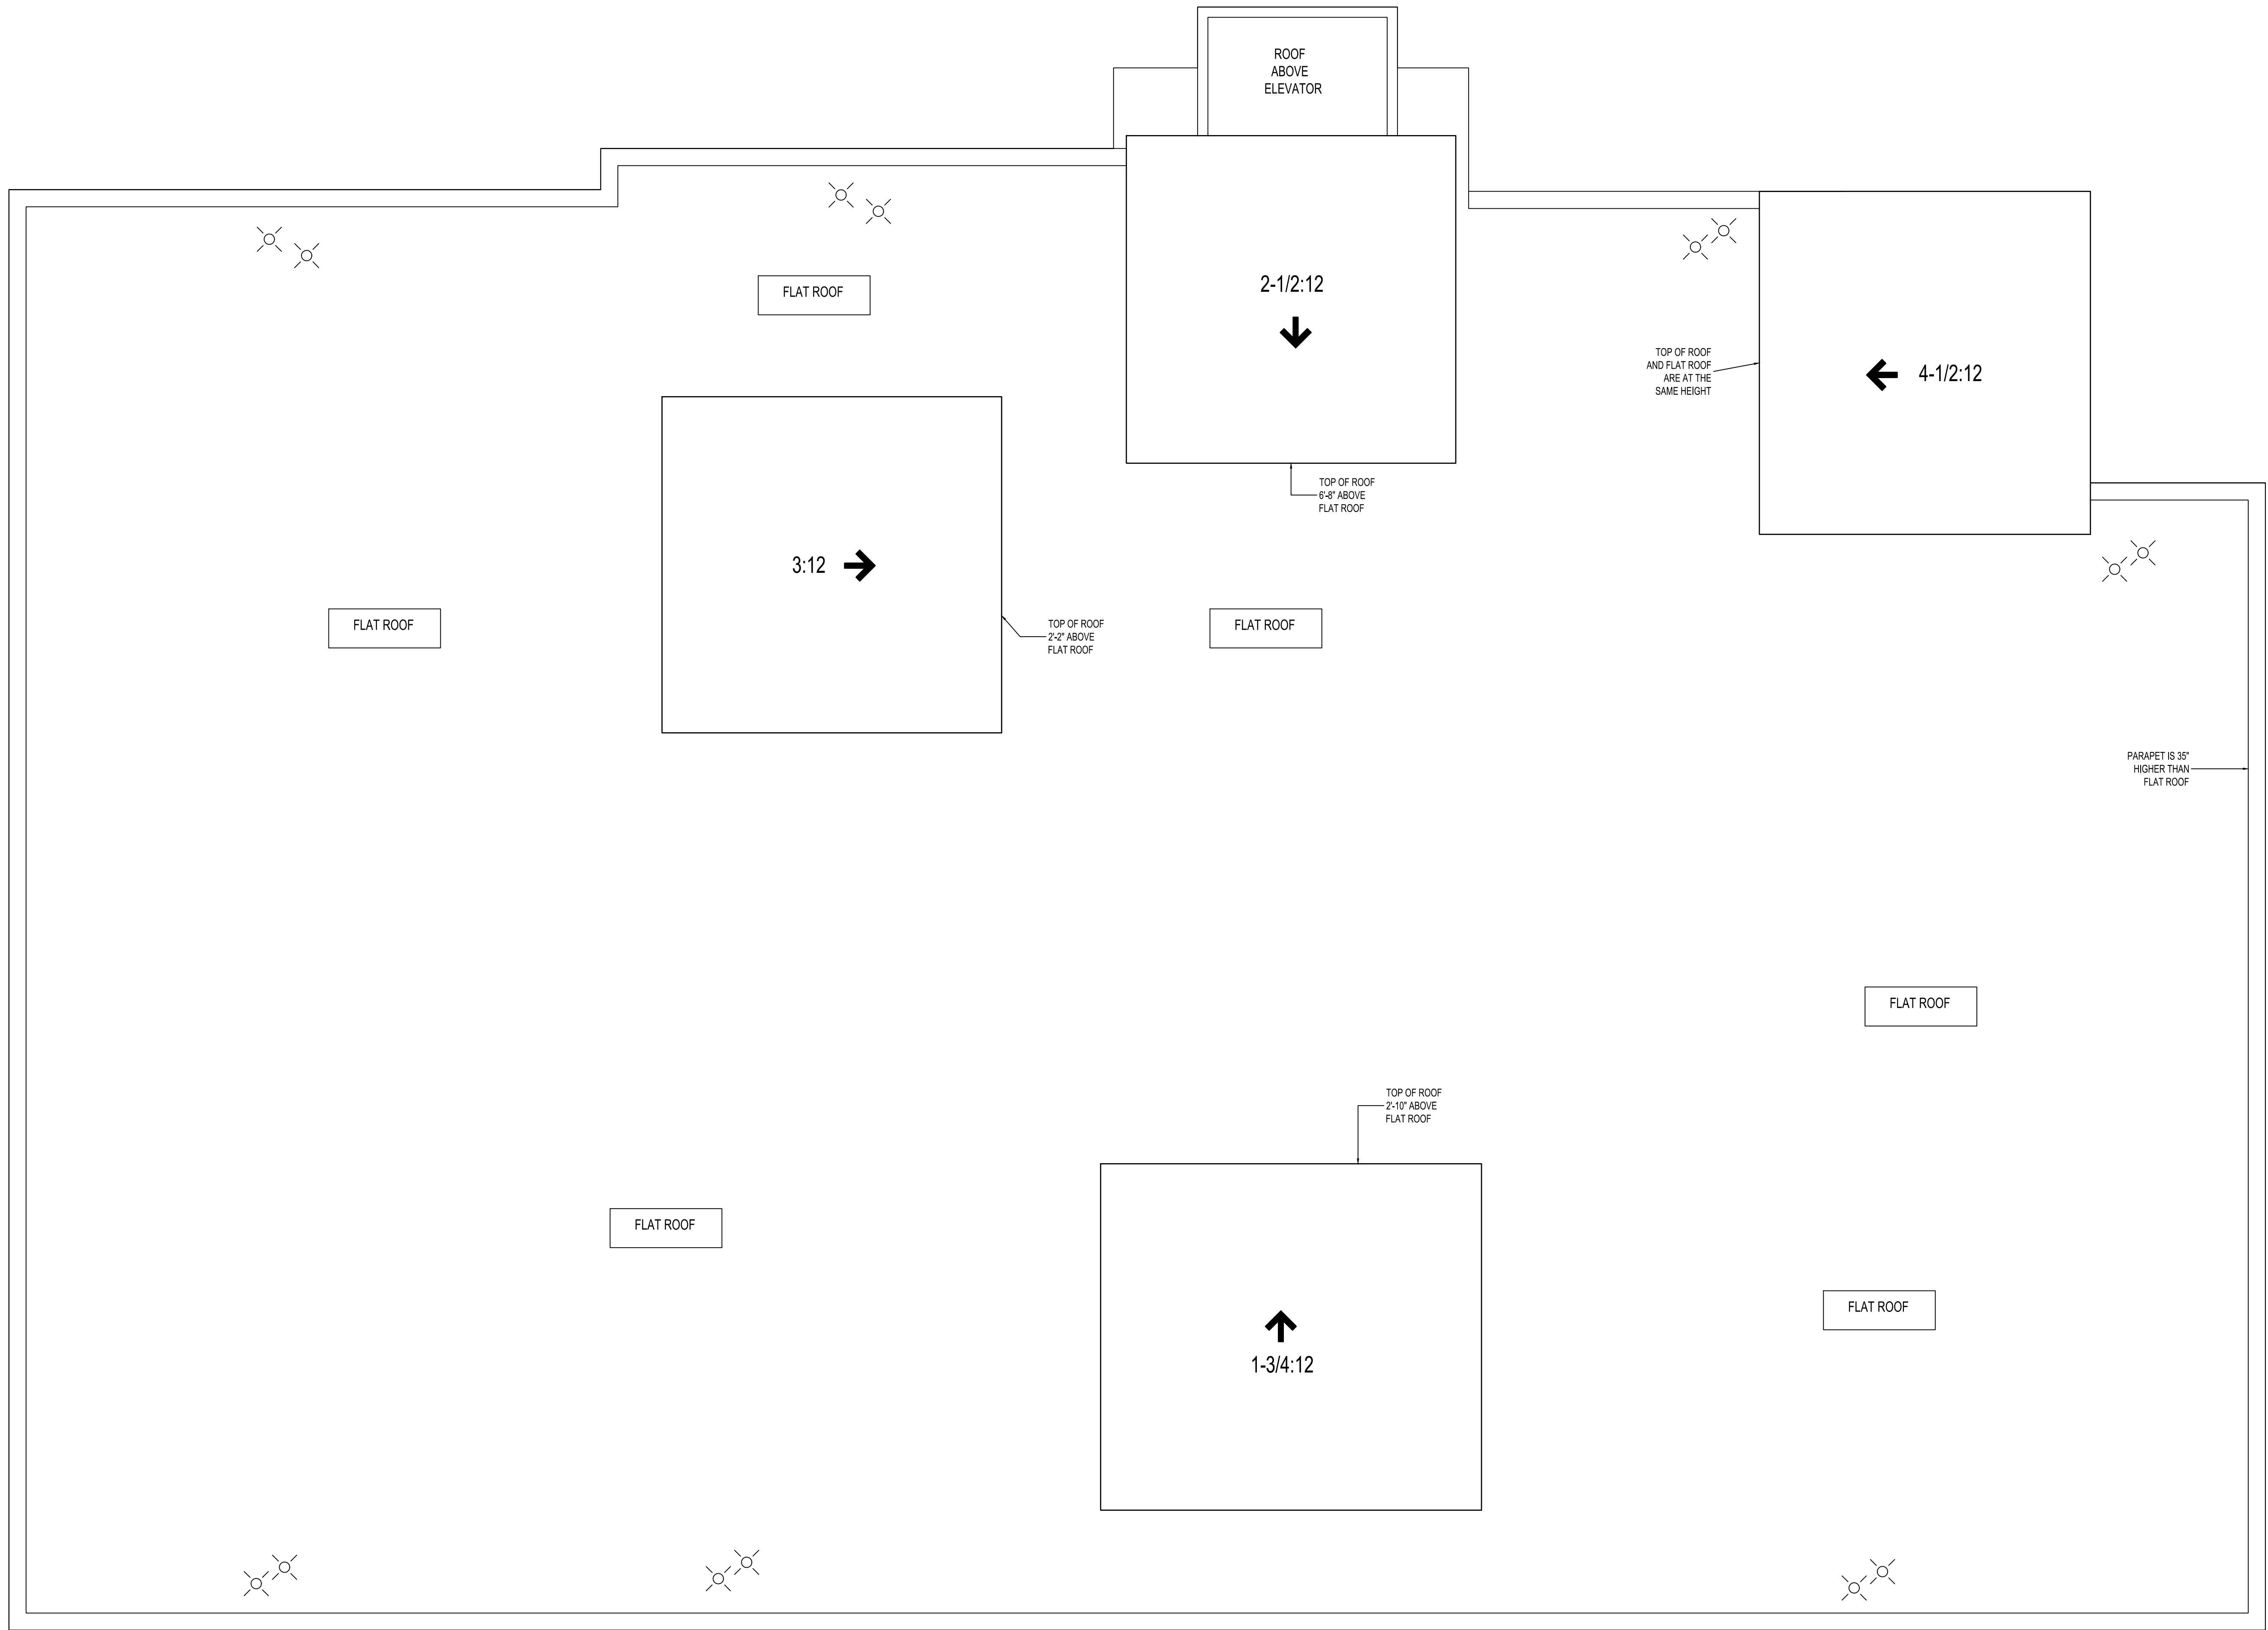 ROOF
ABOVE
ELEVATOR
2-1/2:12
FLAT ROOF
TOP OF ROOF
AND FLAT ROOF
ARE AT THE
SAME HEIGHT
4-1/2:12
TOP OF ROOF
6'-8" ABOVE
FLAT ROOF
3:12
FLAT ROOF
TOP OF ROOF
2'-2" ABOVE
FLAT ROOF
FLAT ROOF
PARAPET IS 35"
HIGHER THAN
FLAT ROOF
FLAT ROOF
TOP OF ROOF
2'-10" ABOVE
FLAT ROOF
FLAT ROOF
FLAT ROOF
1-3/4:12